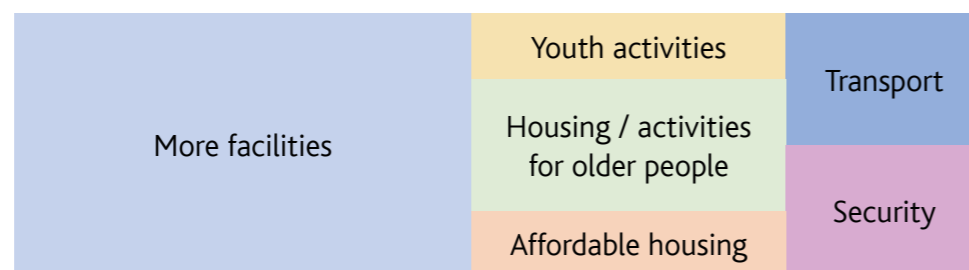 More facilities
Youth activities
Housing / activities
for older people
Affordable housing
Transport
Security